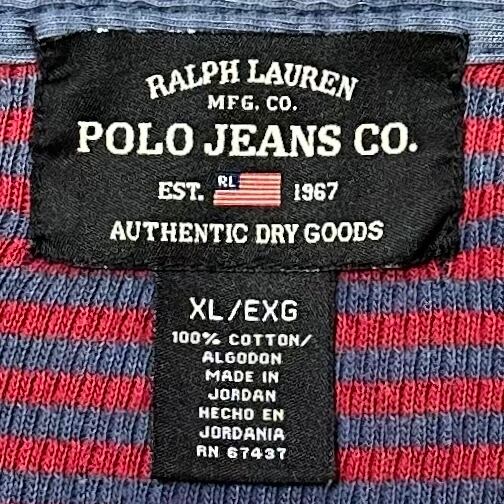 RALPH LAUREN
MFG. CO.
POLO JEANS CO.
EST. RL 1967
AUTHENTIC DRY GOODS
XL/EXG
100% COTTON/
ALGODON
MADE IN
JORDAN
HECHO EN
JORDANIA
RN 67437